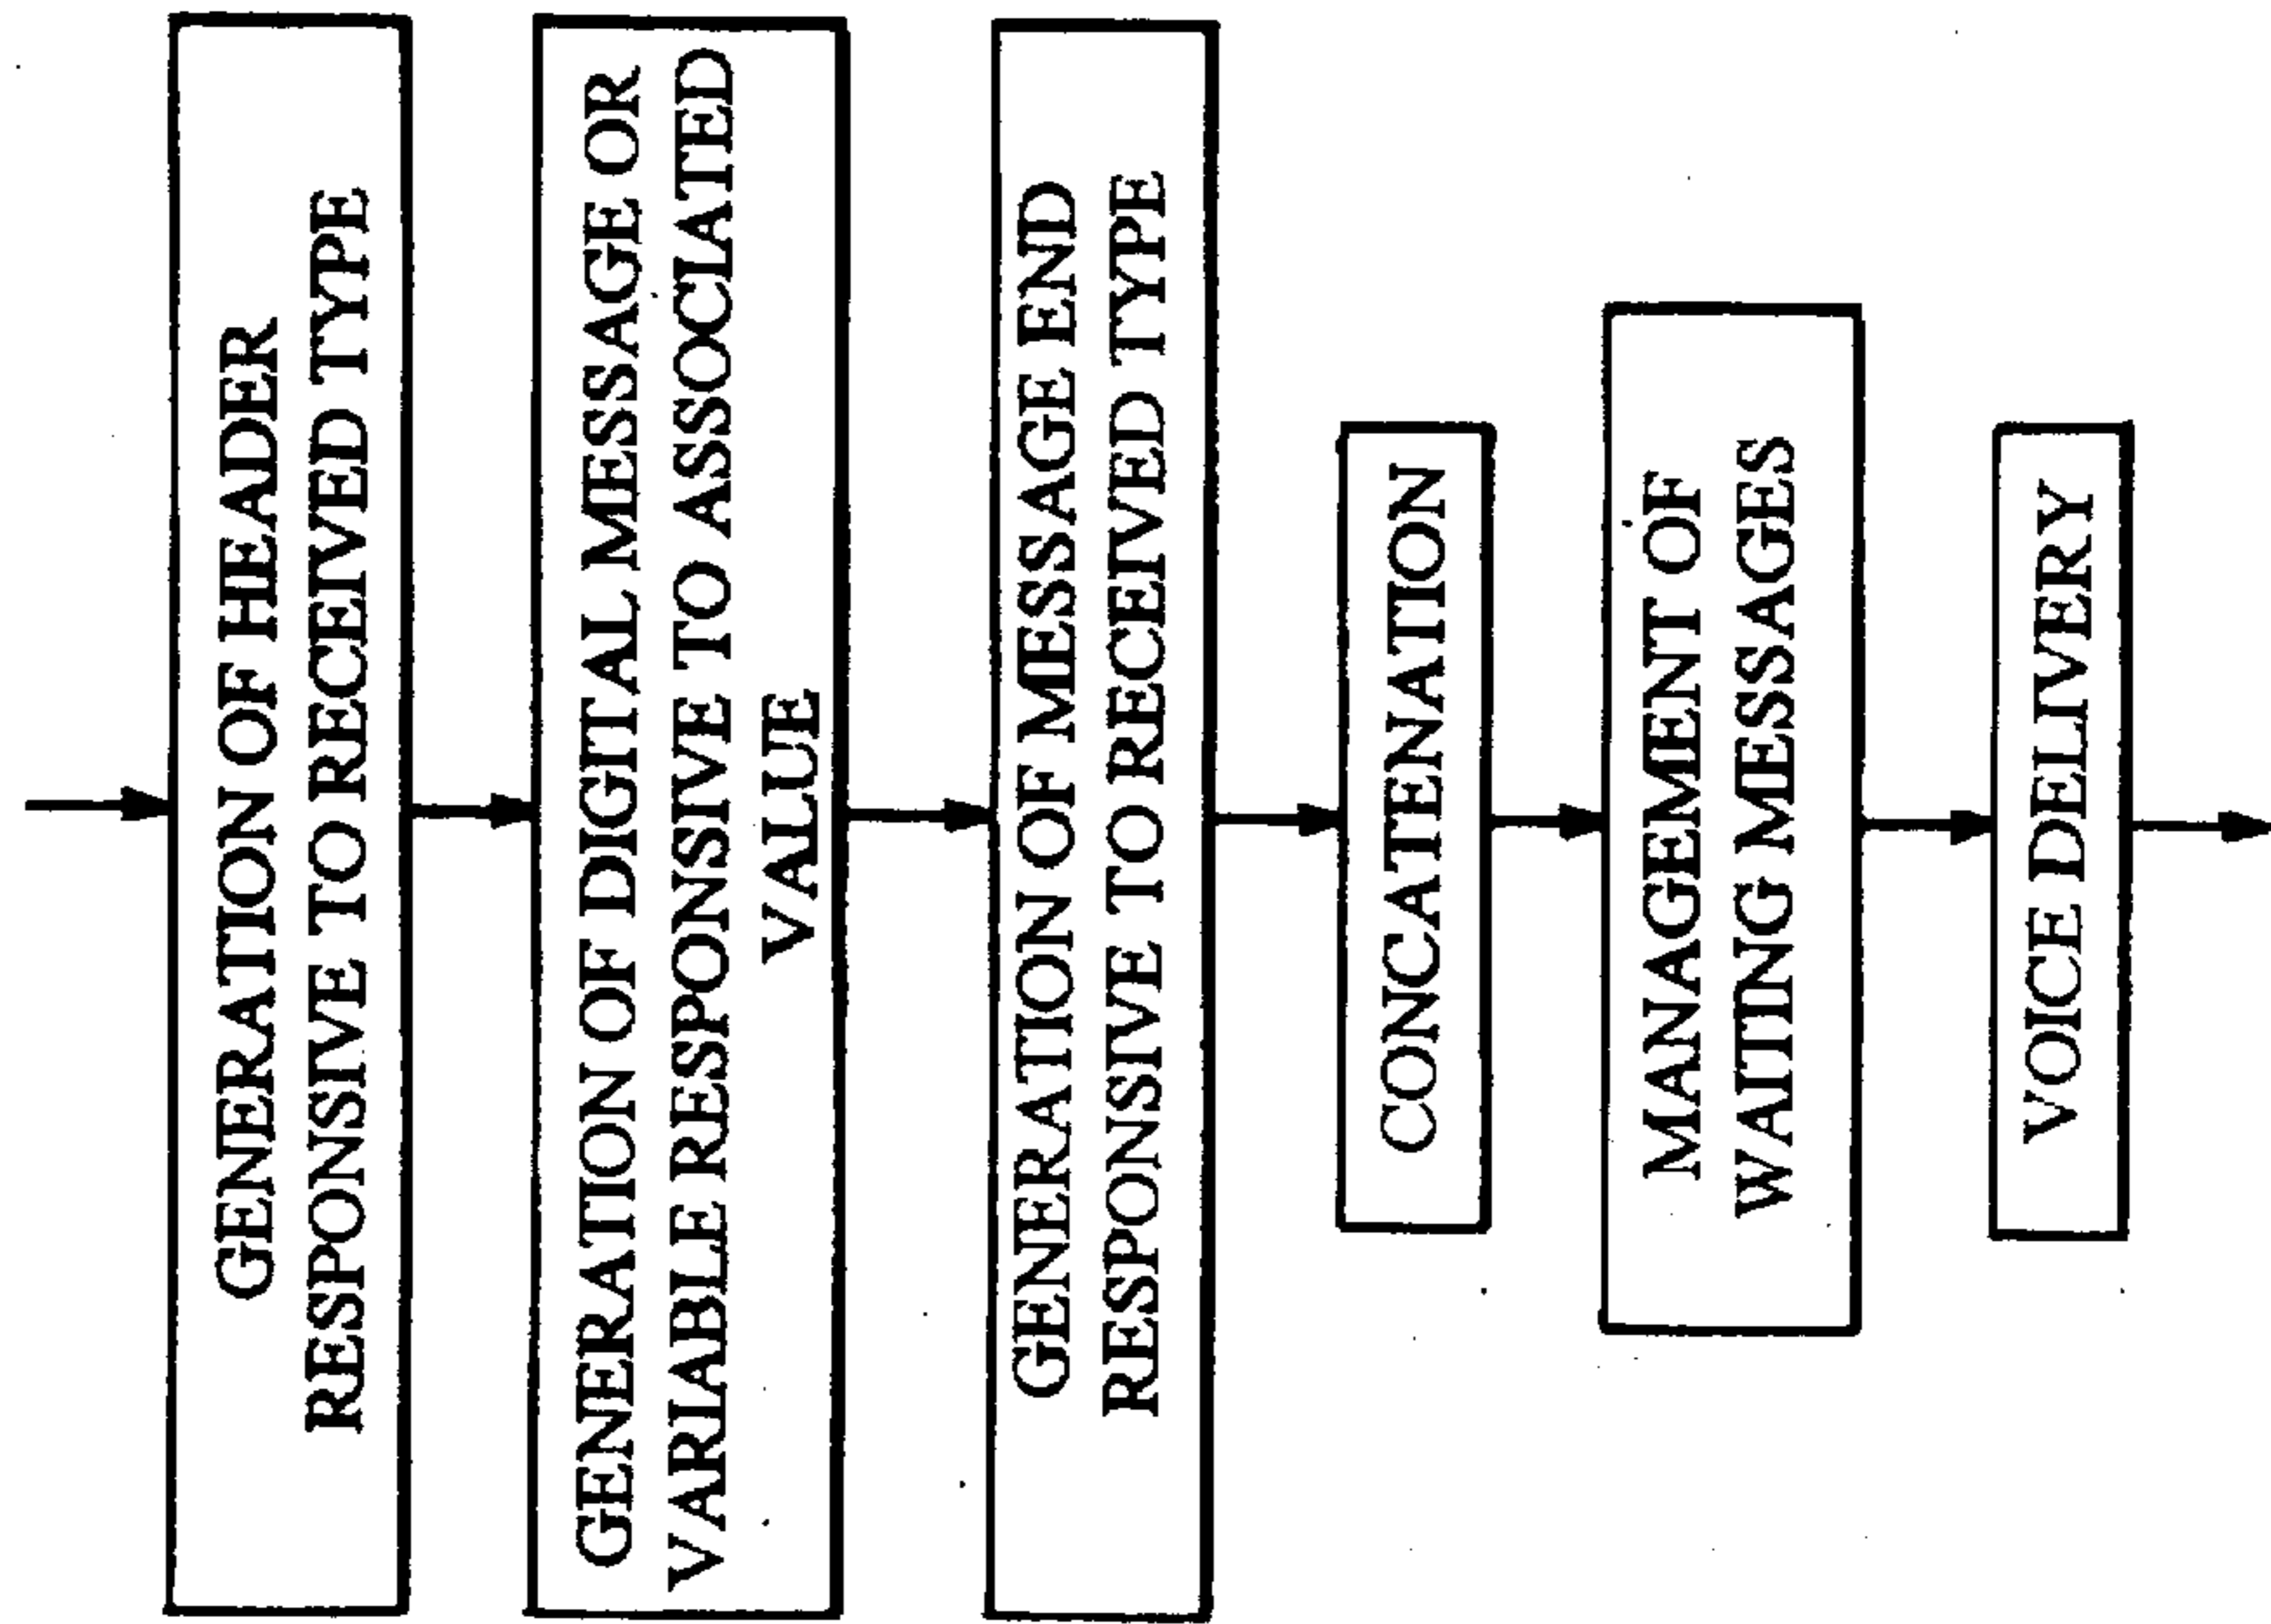 GENERATION OF HEADER
RESPONSIVE TO RECEIVED TYPE
GENERATION OF DIGITAL MESSAGE OR
VARIABLE RESPONSIVE TO ASSOCLATED
VALUE
GENERATION OF MESSAGE END
RESPONSIVE TO RECEIVED TYPE
CONCATENATION
MANAGEMENT OF
WAITING MESSAGES
VOICE DELIVERY